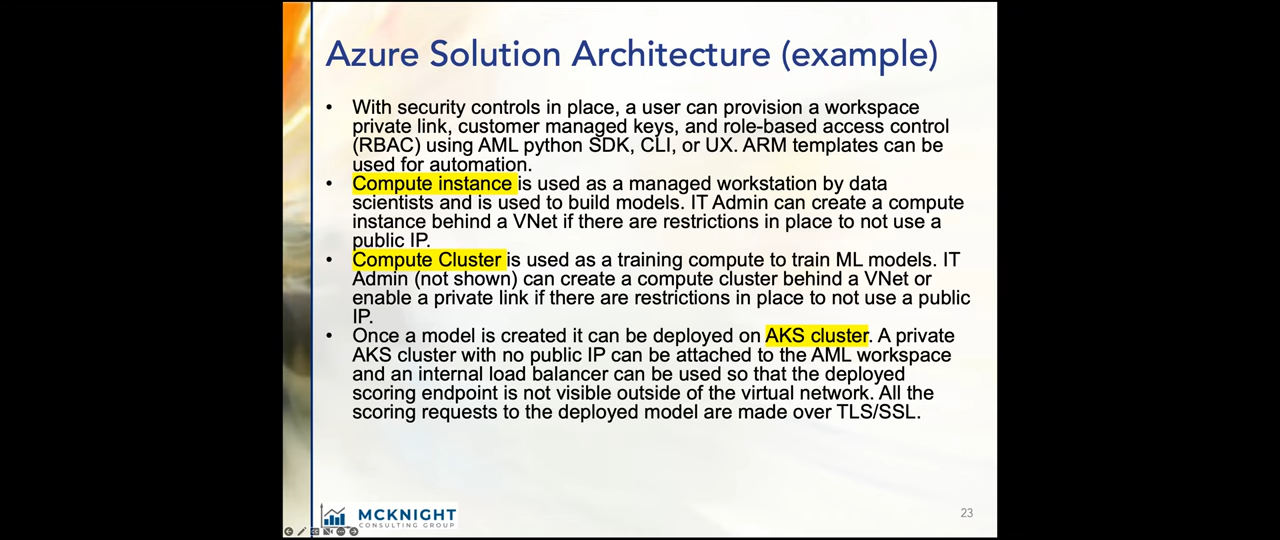 Azure Solution Architecture (example)
• With security controls in place, a user can provision a workspace
private link, customer managed keys, and role-based access control
(RBAC) using AML python SDK, CLI, or UX. ARM templates can be
used for automation.
• Compute instance is used as a managed workstation by data
scientists and is used to build models. IT Admin can create a compute
instance behind a VNet if there are restrictions in place to not use a
public IP.
• Compute Cluster is used as a training compute to train ML models. IT
Admin (not shown) can create a compute cluster behind a VNet or
enable a private link if there are restrictions in place to not use a public
IP.
• Once a model is created it can be deployed on AKS cluster. A private
AKS cluster with no public IP can be attached to the AML workspace
and an internal load balancer can be used so that the deployed
scoring endpoint is not visible outside of the virtual network. All the
scoring requests to the deployed model are made over TLS/SSL.
MCKNIGHT
CONSULTING GROUP
23